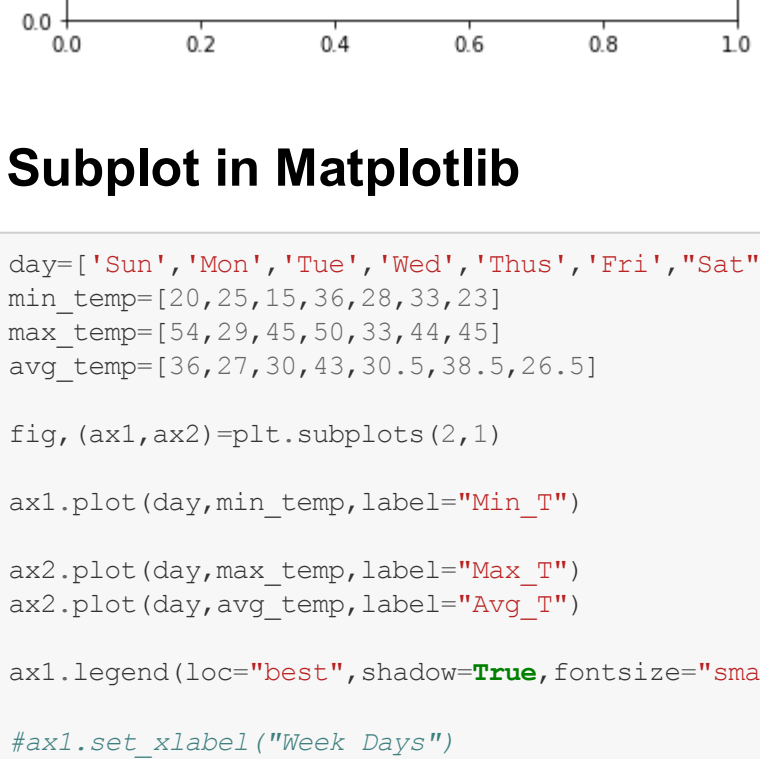 0.0
0.0 0.2 0.4 0.6 0.8 1.0
Subplot in Matplotlib
day=['Sun','Mon','Tue','Wed','Thus','Fri',"Sat"
min_temp=[20,25,15,36,28,33,23]
max_temp=[54,29,45,50,33,44,45]
avg_temp=[36,27,30,43,30.5,38.5,26.5]
fig,(ax1,ax2)=plt.subplots(2,1)
ax1.plot(day,min_temp,label="Min_T")
ax2.plot(day,max_temp,label="Max_T")
ax2.plot(day,avg_temp,label="Avg_T")
ax1.legend(loc="best",shadow=True,fontsize="sma
#ax1.set_xlabel("Week Days")